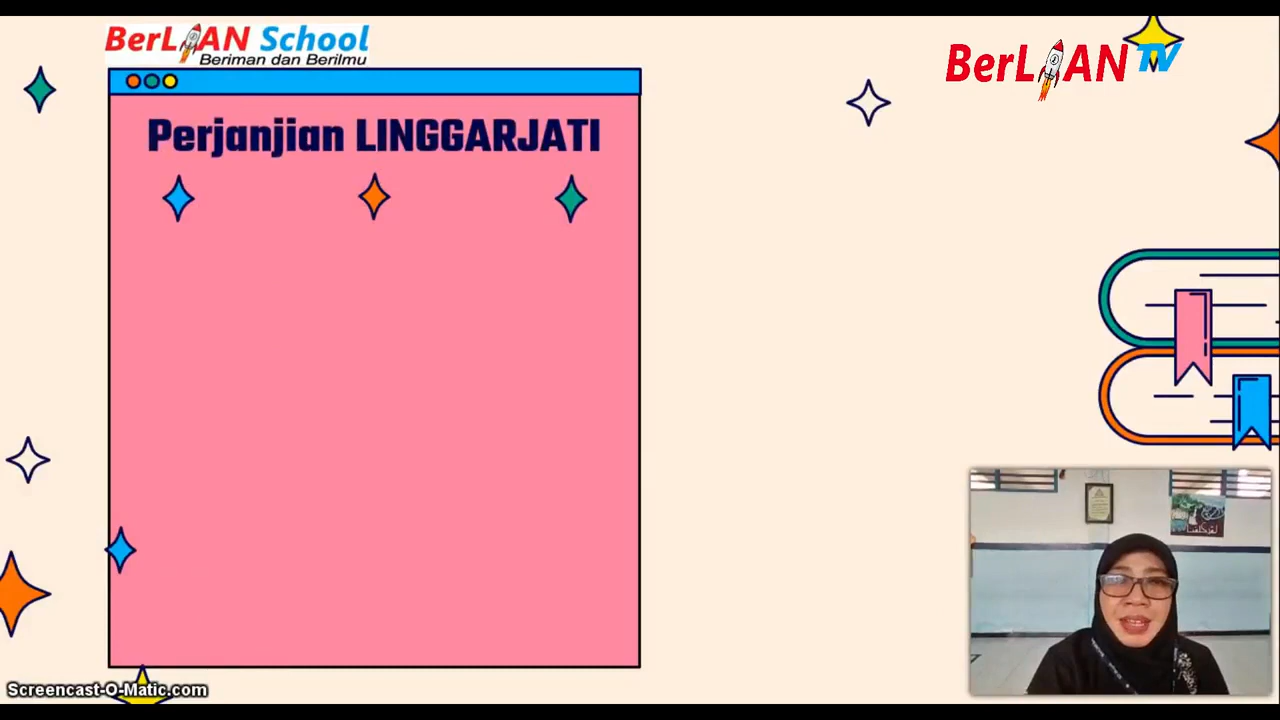 BerLIAN School
Beriman dan Berilmu
BerLIAN TV
Perjanjian LINGGARJATI
Screencast-O-Matic.com